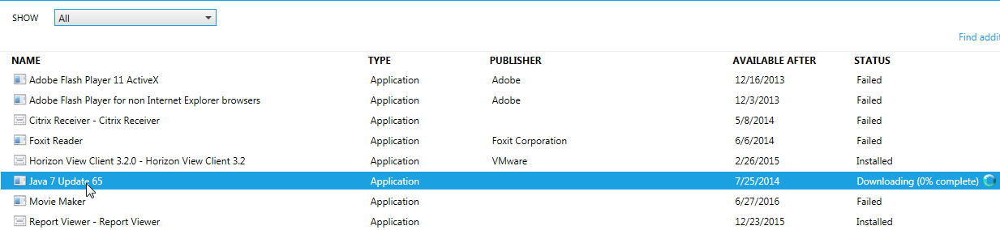 SHOW All
Find addit
NAME TYPE PUBLISHER AVAILABLE AFTER STATUS
Adobe Flash Player 11 ActiveX Application Adobe 12/16/2013 Failed
Adobe Flash Player for non Internet Explorer browsers Application Adobe 12/3/2013 Failed
Citrix Receiver - Citrix Receiver Application 5/8/2014 Failed
Foxit Reader Application Foxit Corporation 6/6/2014 Failed
Horizon View Client 3.2.0 - Horizon View Client 3.2 Application VMware 2/26/2015 Installed
Java 7 Update 65 Application 7/25/2014 Downloading (0% complete)
Movie Maker Application 6/27/2016 Failed
Report Viewer - Report Viewer Application 12/23/2015 Installed